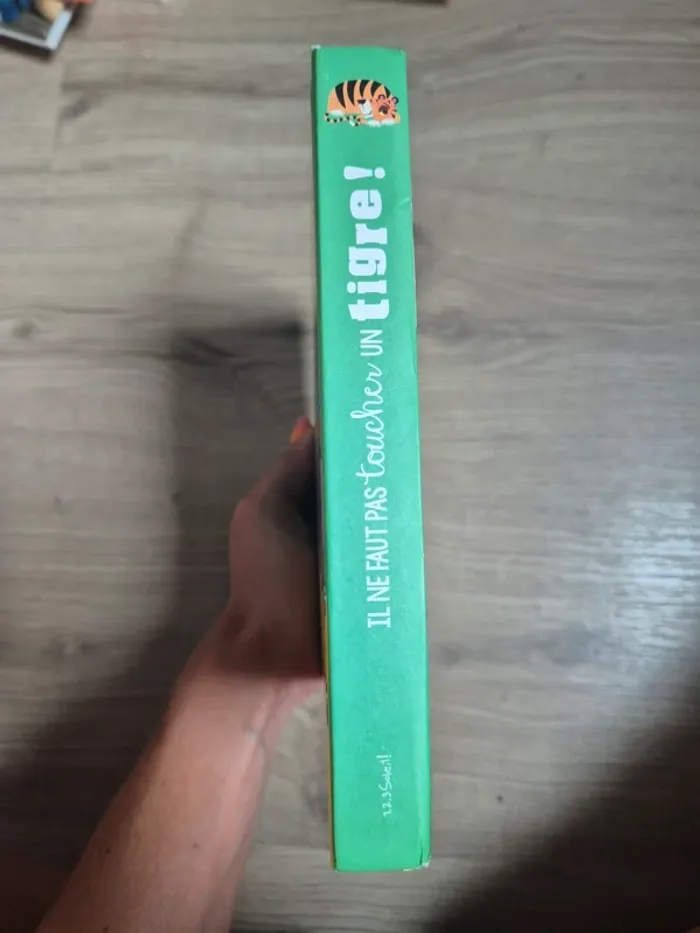 IL NE FAUT PAS toucher UN tigre!
1.2.3 Soleil!